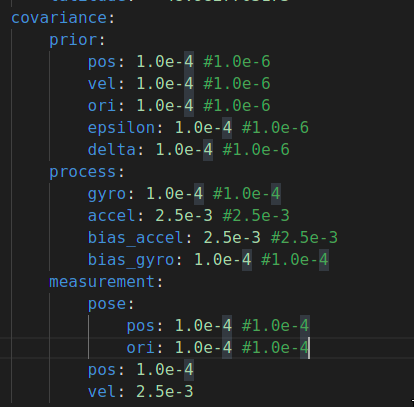 covariance:
    prior:
        pos: 1.0e-4 #1.0e-6
        vel: 1.0e-4 #1.0e-6
        ori: 1.0e-4 #1.0e-6
        epsilon: 1.0e-4 #1.0e-6
        delta: 1.0e-4 #1.0e-6
    process:
        gyro: 1.0e-4 #1.0e-4
        accel: 2.5e-3 #2.5e-3
        bias_accel: 2.5e-3 #2.5e-3
        bias_gyro: 1.0e-4 #1.0e-4
    measurement:
        pose:
            pos: 1.0e-4 #1.0e-4
            ori: 1.0e-4 #1.0e-4
        pos: 1.0e-4
        vel: 2.5e-3